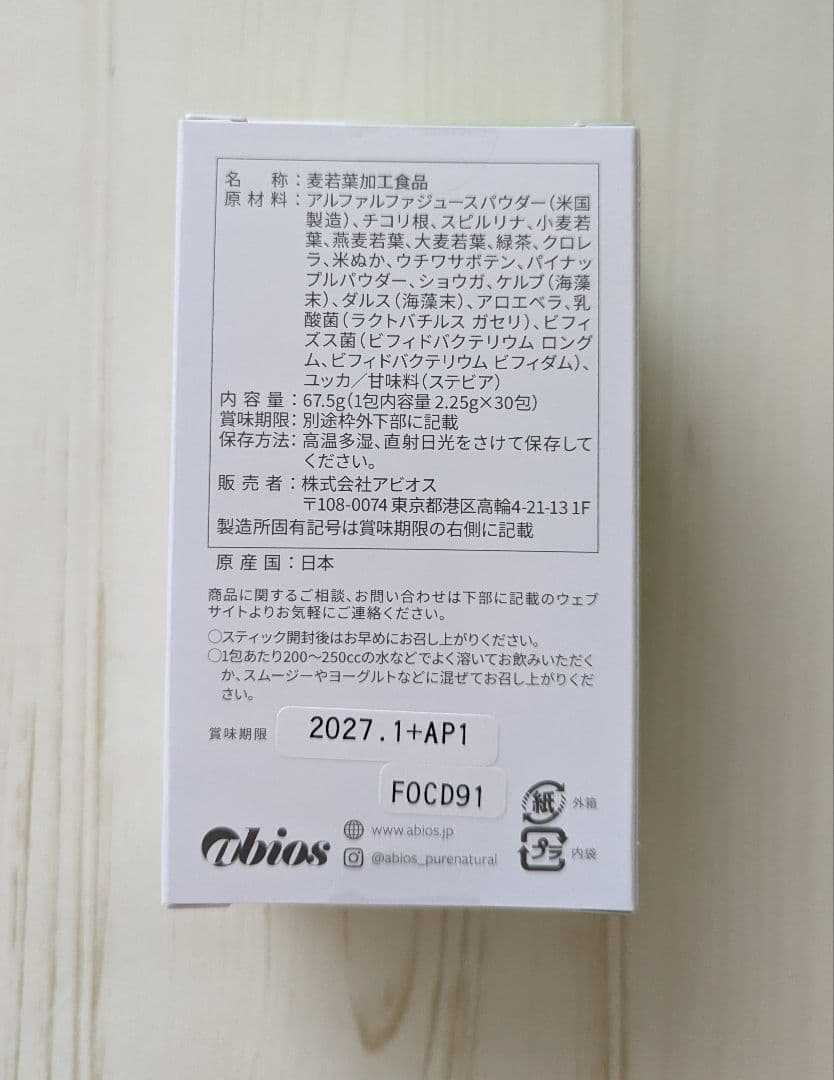 名　称：麦若葉加工食品
原材料：アルファルファジュースパウダー（米国
製造）、チコリ根、スピルリナ、小麦若
葉、燕麦若葉、大麦若葉、緑茶、クロレ
ラ、米ぬか、ウチワサボテン、パイナッ
プルパウダー、ショウガ、ケルプ（海藻
末）、ダルス（海藻末）、アロエベラ、乳
酸菌（ラクトバチルス ガセリ）、ビフィ
ズス菌（ビフィドバクテリウム ロング
ム、ビフィドバクテリウム ビフィダム）、
ユッカ／甘味料（ステビア）
内容量：67.5g（1包内容量 2.25g×30包）
賞味期限：別途枠外下部に記載
保存方法：高温多湿、直射日光をさけて保存して
ください。
販売者：株式会社アビオス
〒108-0074 東京都港区高輪4-21-13 1F
製造所固有記号は賞味期限の右側に記載
原産国：日本
商品に関するご相談、お問い合わせは下部に記載のウェブ
サイトよりお気軽にご連絡ください。
○スティック開封後はお早めにお召し上がりください。
○1包あたり200～250ccの水などでよく溶いてお飲みいただく
か、スムージーやヨーグルトなどに混ぜてお召し上がりくだ
さい。
賞味期限 2027.1+AP1
F0CD91
紙 外箱
abios
www.abios.jp
@abios_purenatural
プラ 内袋